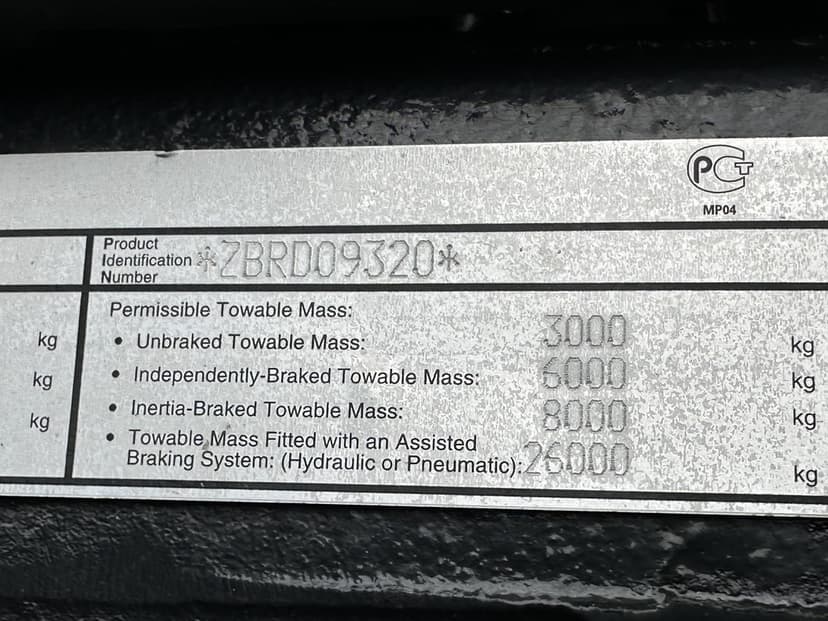 РСТ
MP04
Product
Identification
Number
*ZBRD09320*
Permissible Towable Mass:
• Unbraked Towable Mass: 3000 kg
kg
• Independently-Braked Towable Mass: 6000 kg
kg
• Inertia-Braked Towable Mass: 8000 kg
kg
• Towable Mass Fitted with an Assisted
Braking System: (Hydraulic or Pneumatic): 26000 kg